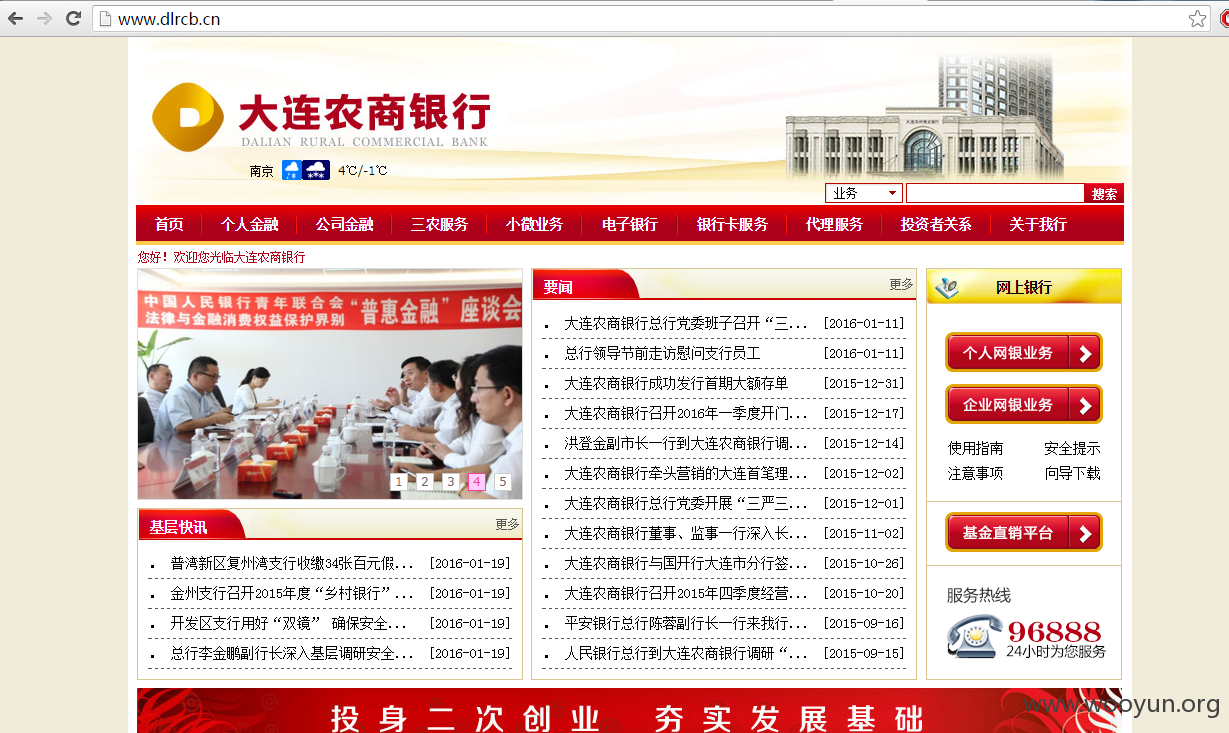 www.dlrcb.cn
大连农商银行
DALIAN RURAL COMMERCIAL BANK
南京 4℃/-1℃
业务 搜索
首页 个人金融 公司金融 三农服务 小微业务 电子银行 银行卡服务 代理服务 投资者关系 关于我行
您好！欢迎您光临大连农商银行
中国人民银行青年联合会
法律与金融消费权益保护界别
“普惠金融”座谈会
1 2 3 4 5
基层快讯 更多
普湾新区复州湾支行收缴34张百元假... [2016-01-19]
金州支行召开2015年度“乡村银行”... [2016-01-19]
开发区支行用好“双镜” 确保安全... [2016-01-19]
总行李金鹏副行长深入基层调研安全... [2016-01-19]
要闻 更多
大连农商银行总行党委班子召开“三... [2016-01-11]
总行领导节前走访慰问支行员工 [2016-01-11]
大连农商银行成功发行首期大额存单 [2015-12-31]
大连农商银行召开2016年一季度开门... [2015-12-17]
洪登金副市长一行到大连农商银行调... [2015-12-14]
大连农商银行牵头营销的大连首笔理... [2015-12-02]
大连农商银行总行党委开展“三严三... [2015-12-01]
大连农商银行董事、监事一行深入长... [2015-11-02]
大连农商银行与国开行大连市分行签... [2015-10-26]
大连农商银行召开2015年四季度经营... [2015-10-20]
平安银行总行陈蓉副行长一行来我行... [2015-09-16]
人民银行总行到大连农商银行调研“... [2015-09-15]
网上银行
个人网银业务
企业网银业务
使用指南 安全提示
注意事项 向导下载
基金直销平台
服务热线
96888
24小时为您服务
投身二次创业 夯实发展基础
www.wooyun.org